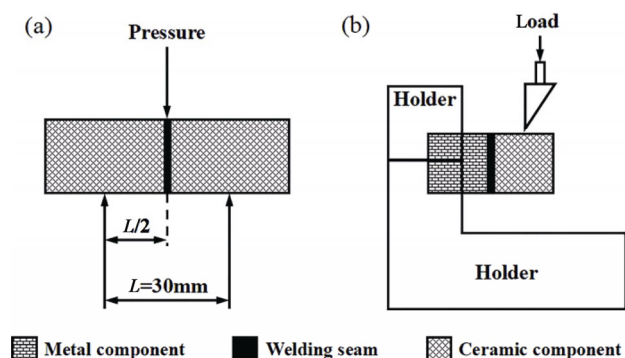 (a)
Pressure
L/2
L=30mm
(b)
Load
Holder
Holder
Metal component
Welding seam
Ceramic component